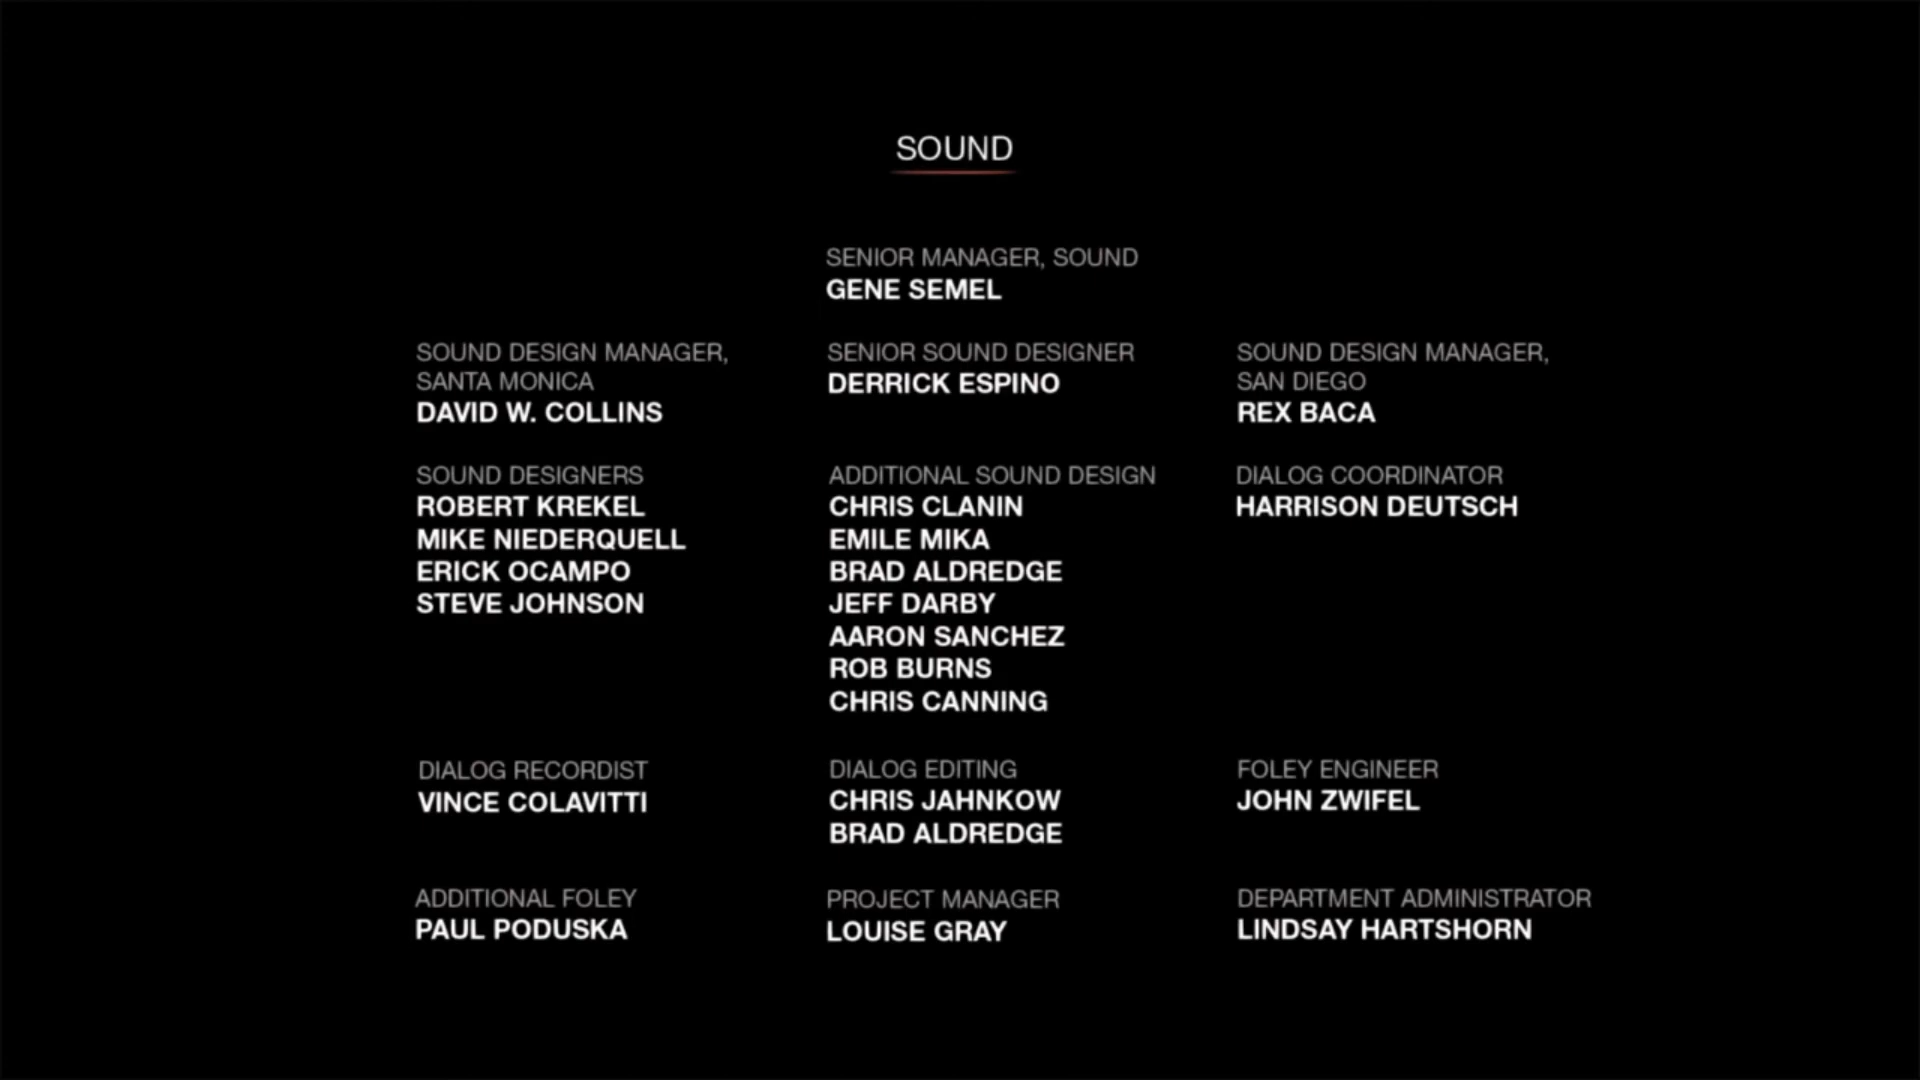 SOUND
SENIOR MANAGER, SOUND
GENE SEMEL
SOUND DESIGN MANAGER,
SANTA MONICA
DAVID W. COLLINS
SENIOR SOUND DESIGNER
DERRICK ESPINO
SOUND DESIGN MANAGER,
SAN DIEGO
REX BACA
SOUND DESIGNERS
ROBERT KREKEL
MIKE NIEDERQUELL
ERICK OCAMPO
STEVE JOHNSON
ADDITIONAL SOUND DESIGN
CHRIS CLANIN
EMILE MIKA
BRAD ALDREDGE
JEFF DARBY
AARON SANCHEZ
ROB BURNS
CHRIS CANNING
DIALOG COORDINATOR
HARRISON DEUTSCH
DIALOG RECORDIST
VINCE COLAVITTI
DIALOG EDITING
CHRIS JAHNKOW
BRAD ALDREDGE
FOLEY ENGINEER
JOHN ZWIFEL
ADDITIONAL FOLEY
PAUL PODUSKA
PROJECT MANAGER
LOUISE GRAY
DEPARTMENT ADMINISTRATOR
LINDSAY HARTSHORN